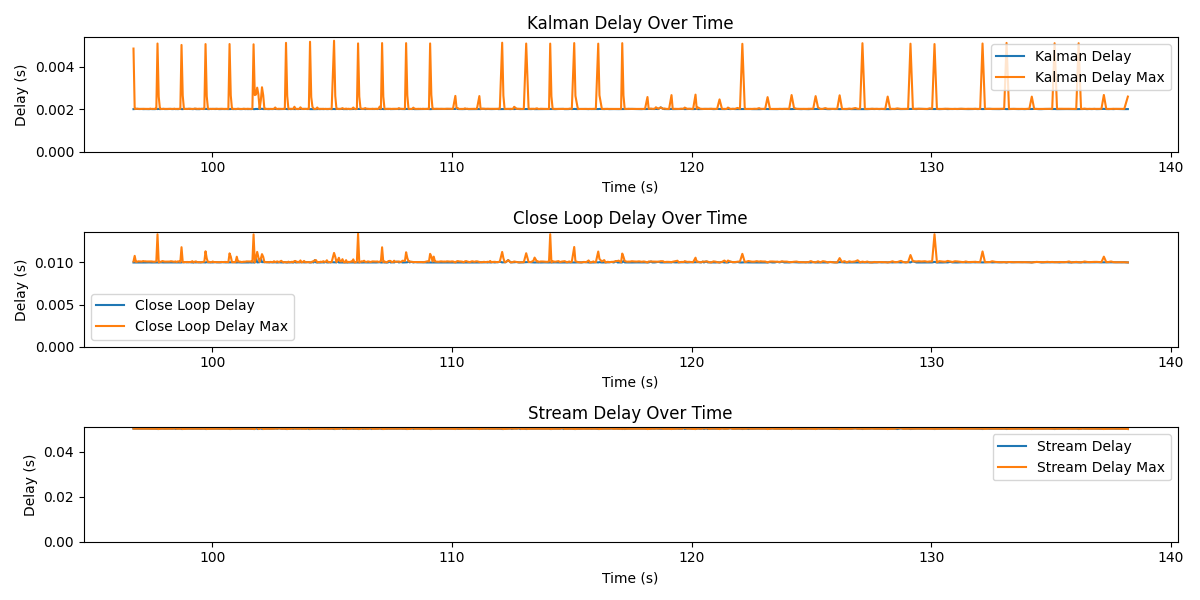 Kalman Delay Over Time
Delay (s)
0.004
0.002
0.000
Kalman Delay
Kalman Delay Max
100 110 120 130 140
Time (s)
Close Loop Delay Over Time
Delay (s)
0.010
0.005
0.000
Close Loop Delay
Close Loop Delay Max
100 110 120 130 140
Time (s)
Stream Delay Over Time
Delay (s)
0.04
0.02
0.00
Stream Delay
Stream Delay Max
100 110 120 130 140
Time (s)